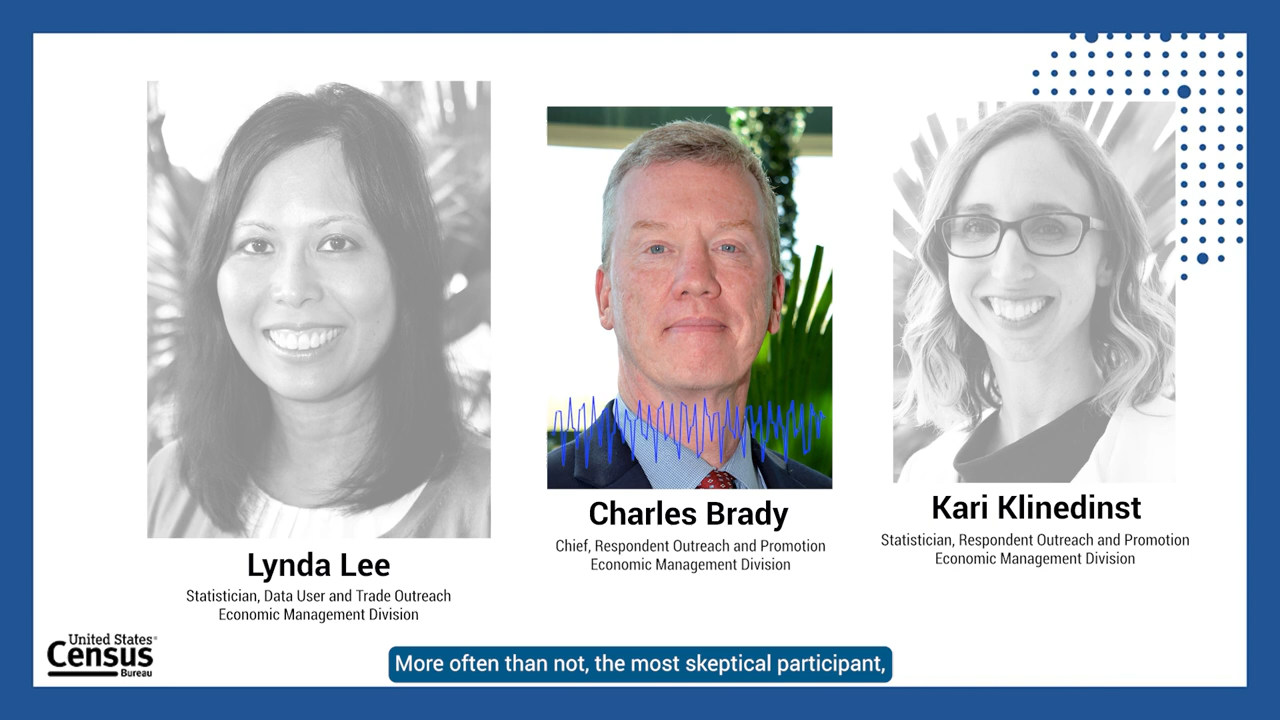 Lynda Lee
Statistician, Data User and Trade Outreach
Economic Management Division
Charles Brady
Chief, Respondent Outreach and Promotion
Economic Management Division
Kari Klinedinst
Statistician, Respondent Outreach and Promotion
Economic Management Division
United States®
Census
Bureau
More often than not, the most skeptical participant,